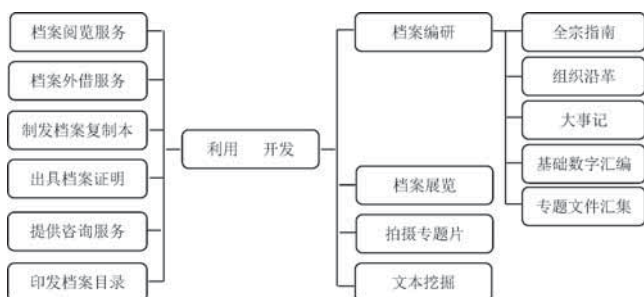 档案阅览服务
档案外借服务
制发档案复制本
出具档案证明
提供咨询服务
印发档案目录
利用 开发
档案编研
档案展览
拍摄专题片
文本挖掘
全宗指南
组织沿革
大事记
基础数字汇编
专题文件汇集